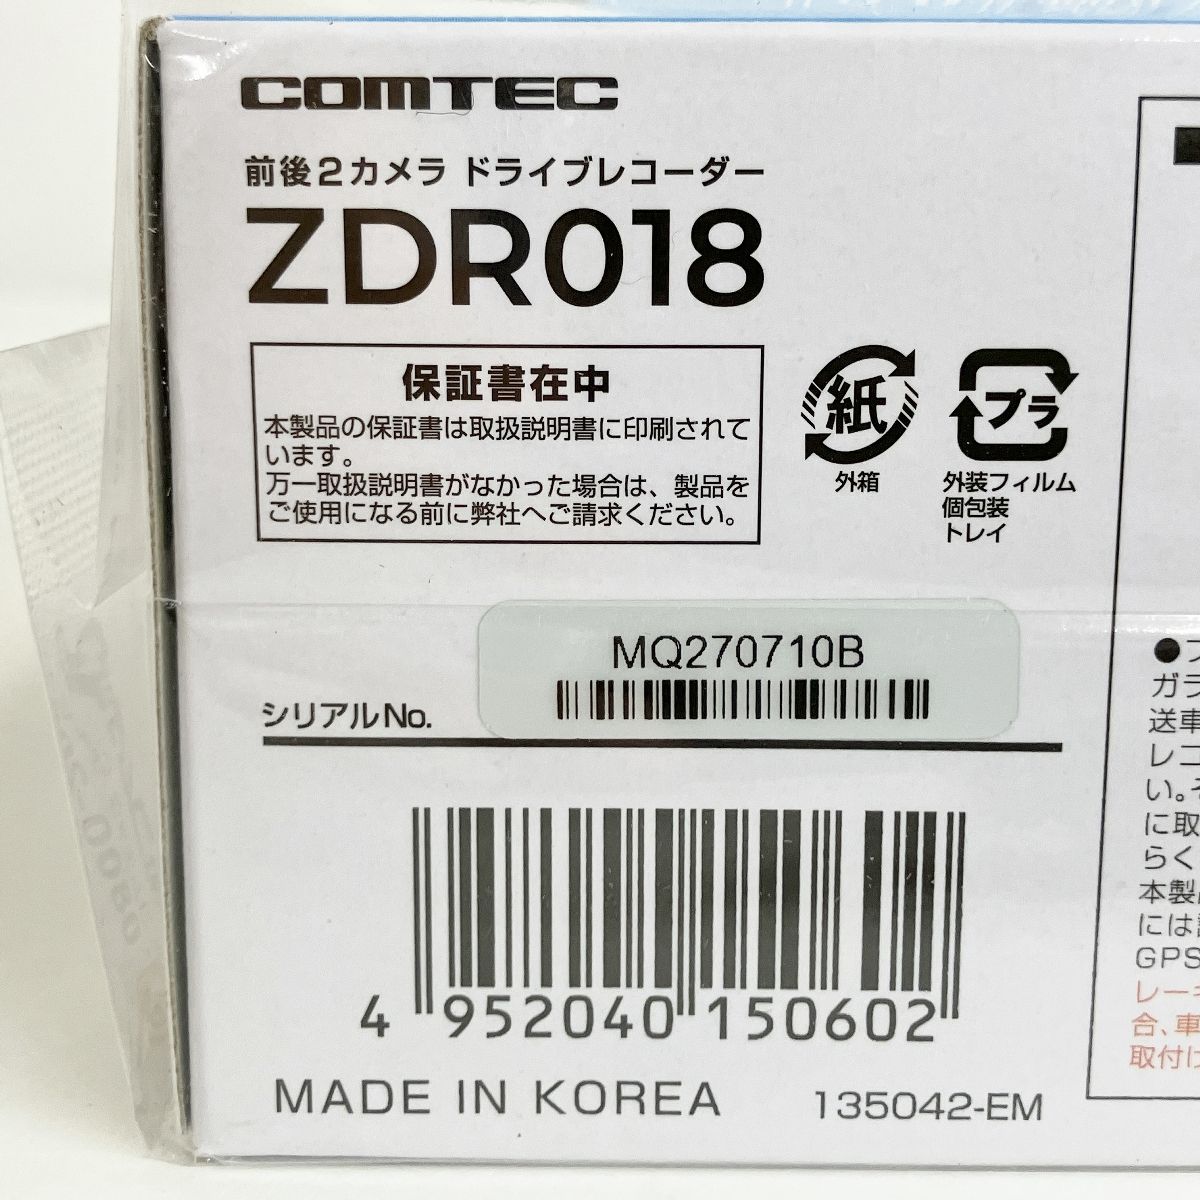 COMTEC
前後2カメラ ドライブレコーダー
ZDR018
保証書在中
本製品の保証書は取扱説明書に印刷されて
います。
万一取扱説明書がなかった場合は、製品を
ご使用になる前に弊社へご請求ください。
紙
外箱
プラ
外装フィルム
個包装
トレイ
MQ270710B
シリアルNo.
4 952040 150602
MADE IN KOREA
135042-EM
ガラ
送車
レコ
い。そ
に取
らく
本製
には
GPS
レーキ
合、車
取付け